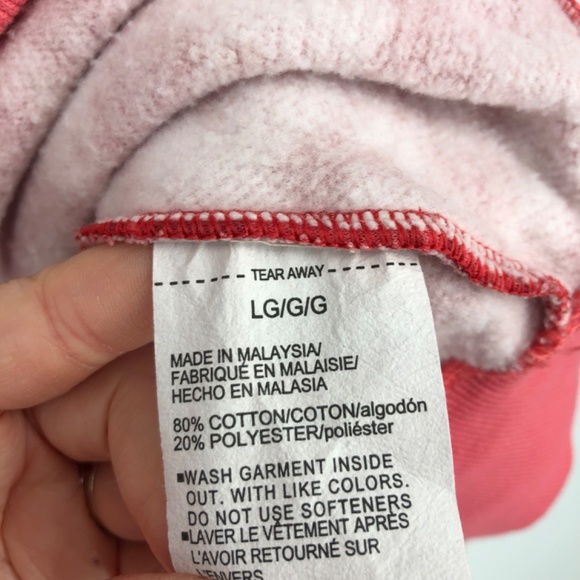 TEAR AWAY
LG/G/G
MADE IN MALAYSIA/
FABRIQUÉ EN MALAISIE/
HECHO EN MALASIA
80% COTTON/COTON/algodón
20% POLYESTER/poliéster
▪WASH GARMENT INSIDE
OUT. WITH LIKE COLORS.
DO NOT USE SOFTENERS
▪LAVER LE VÊTEMENT APRÈS
L'AVOIR RETOURNÉ SUR
L'ENVERS